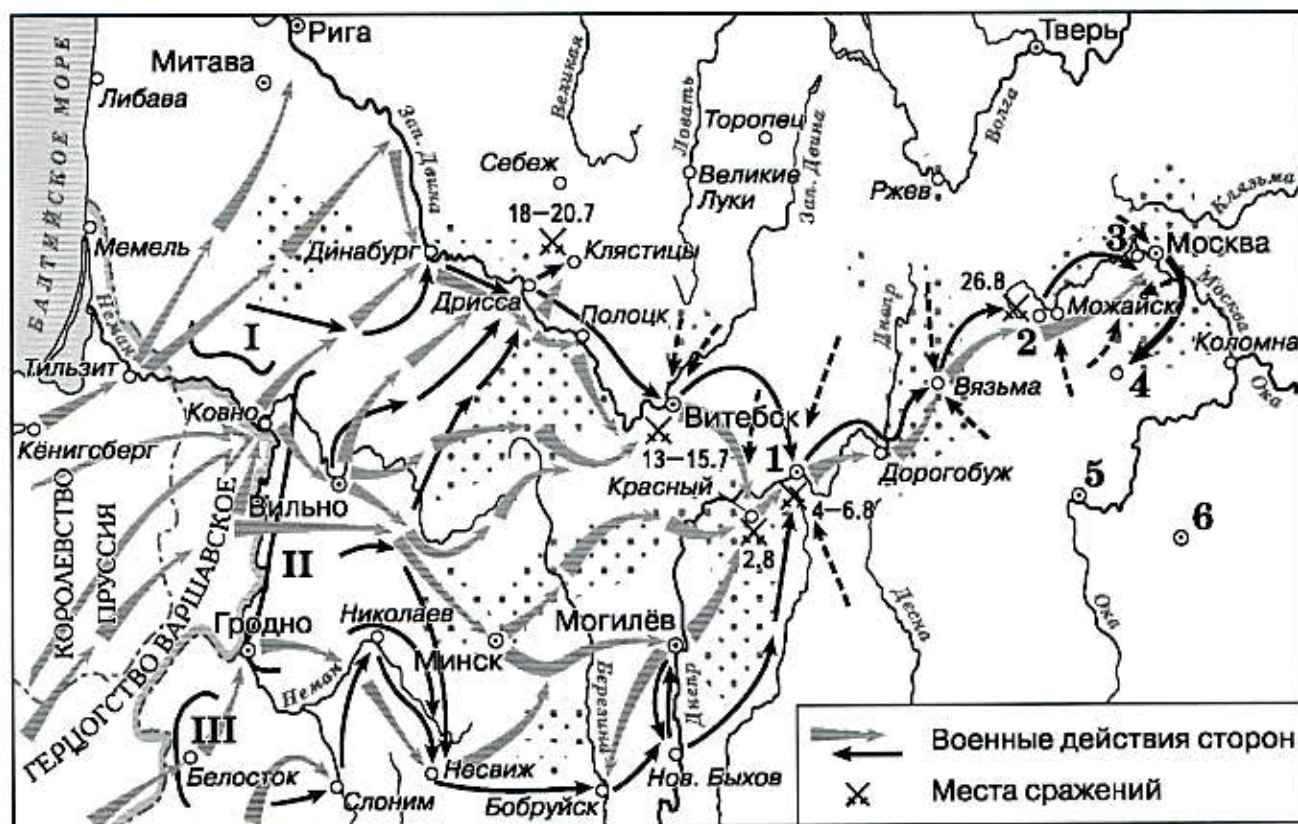 Рига
Тверь
Митава
Либава
БАЛТИЙСКОЕ МОРЕ
Зап. Двина
Великая
Ловать
Торопец
Волга
Себеж
Великие
Луки
Зап. Двина
Ржев
Клязьма
18–20.7
Мемель
Динабург
Клястицы
3
Москва
Неман
Дрисса
26.8
Москва
I
Полоцк
Днепр
2
Можайск
Коломна
Тильзит
4
Ока
Ковно
Витебск
Вязьма
Кёнигсберг
13–15.7
1
Дорогобуж
КОРОЛЕВСТВО
ПРУССИЯ
Вильно
Красный
4–6.8
5
ГЕРЦОГСТВО ВАРШАВСКОЕ
II
2.8
6
Николаев
Гродно
Минск
Могилёв
Десна
Ока
Неман
Березина
Днепр
III
Белосток
Несвиж
Нов. Быхов
Слоним
Бобруйск
Военные действия сторон
Места сражений